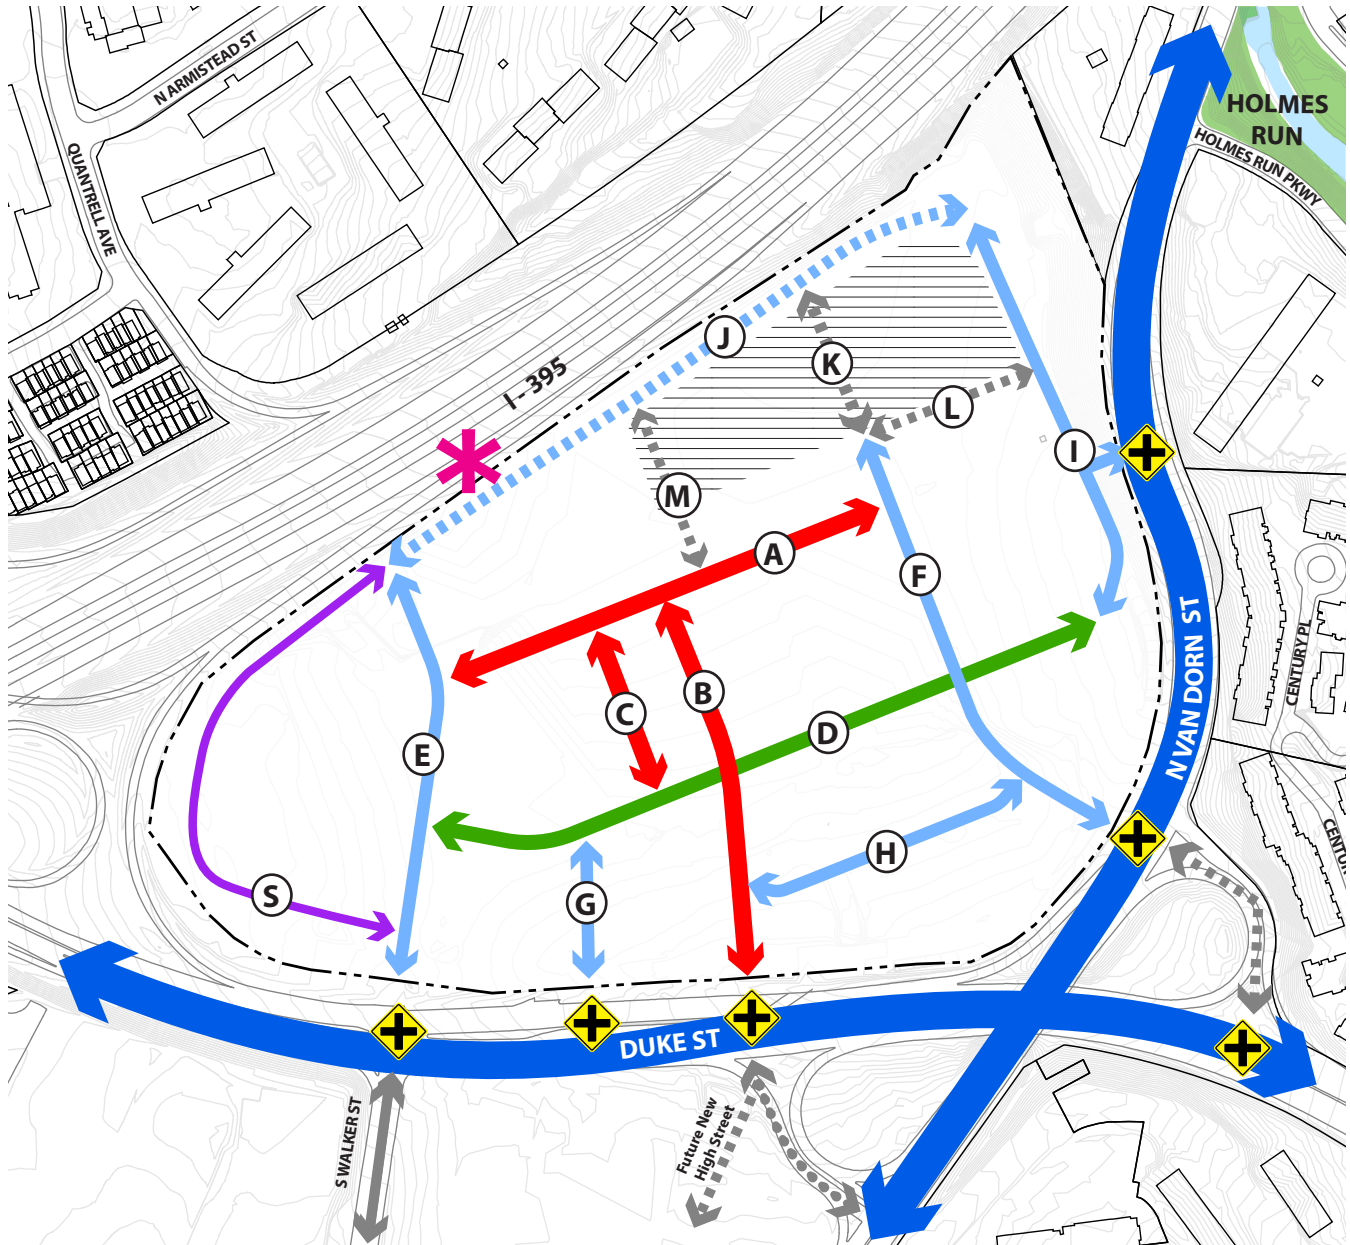 N ARMISTEAD ST
QUANTRELL AVE
HOLMES
RUN
HOLMES RUN PKWY
I - 395
J
K
L
M
I
A
F
B
C
D
E
S
G
H
N VAN DORN ST
CENTURY PL
CENTUR
DUKE ST
S WALKER ST
Future New
High Street